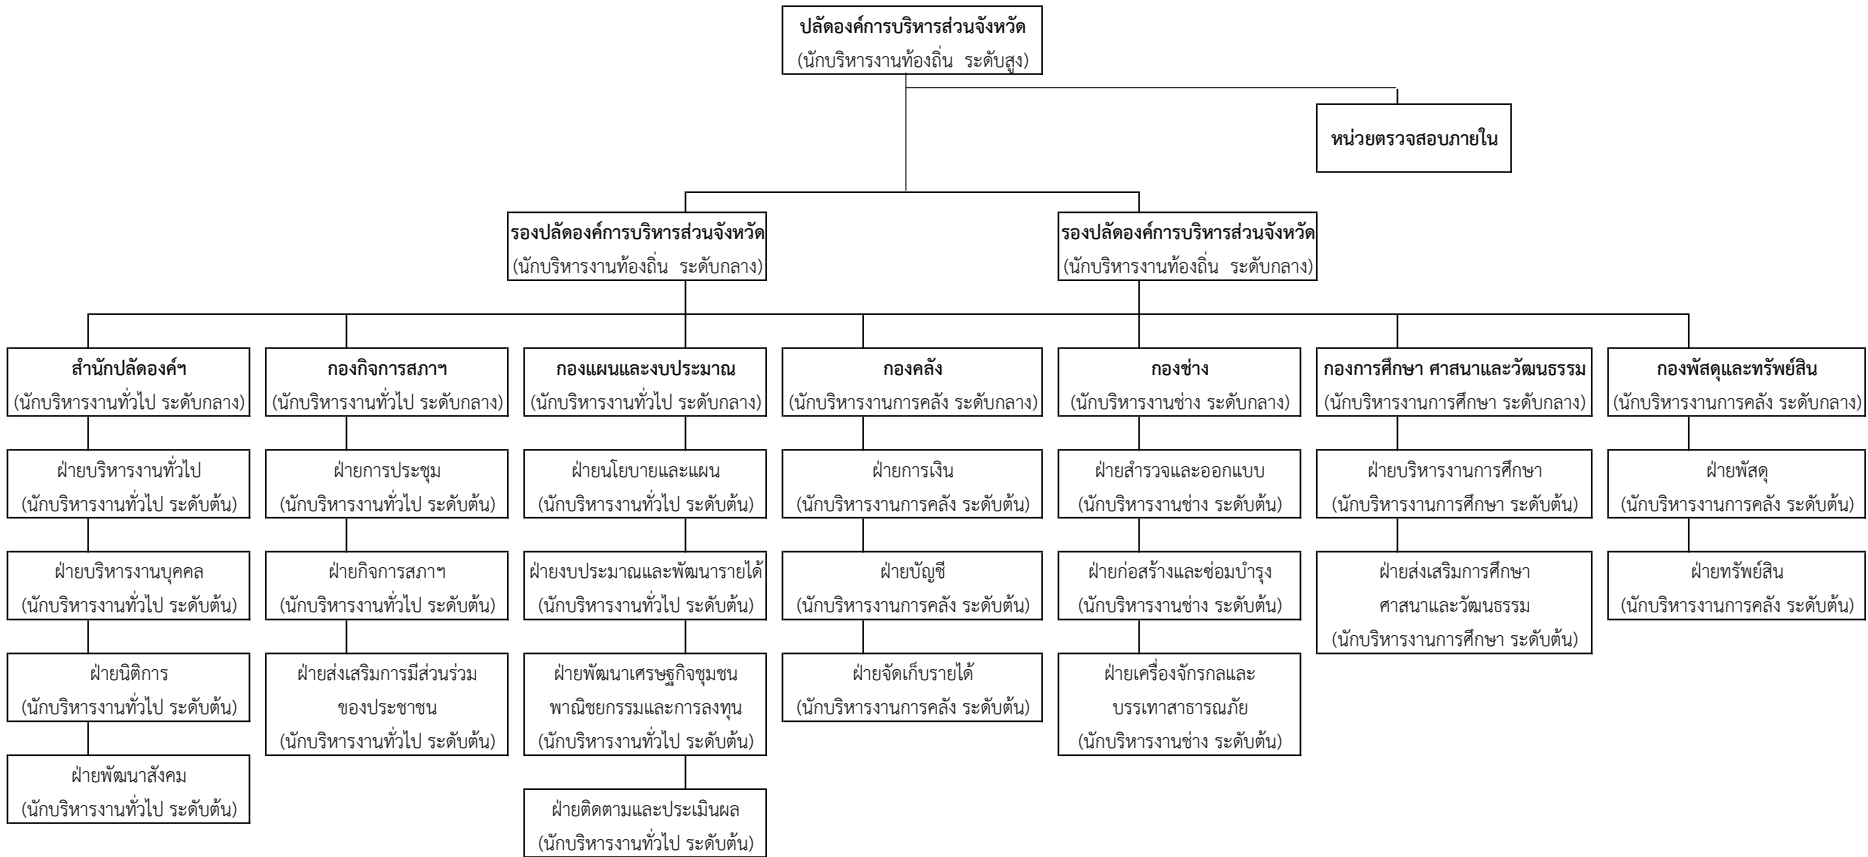 ปลัดองค์การบริหารส่วนจังหวัด
(นักบริหารงานท้องถิ่น ระดับสูง)
หน่วยตรวจสอบภายใน
รองปลัดองค์การบริหารส่วนจังหวัด
(นักบริหารงานท้องถิ่น ระดับกลาง)
รองปลัดองค์การบริหารส่วนจังหวัด
(นักบริหารงานท้องถิ่น ระดับกลาง)
สำนักปลัดองค์ฯ
(นักบริหารงานทั่วไป ระดับกลาง)
ฝ่ายบริหารงานทั่วไป
(นักบริหารงานทั่วไป ระดับต้น)
ฝ่ายบริหารงานบุคคล
(นักบริหารงานทั่วไป ระดับต้น)
ฝ่ายนิติการ
(นักบริหารงานทั่วไป ระดับต้น)
ฝ่ายพัฒนาสังคม
(นักบริหารงานทั่วไป ระดับต้น)
กองกิจการสภาฯ
(นักบริหารงานทั่วไป ระดับกลาง)
ฝ่ายการประชุม
(นักบริหารงานทั่วไป ระดับต้น)
ฝ่ายกิจการสภาฯ
(นักบริหารงานทั่วไป ระดับต้น)
ฝ่ายส่งเสริมการมีส่วนร่วม
ของประชาชน
(นักบริหารงานทั่วไป ระดับต้น)
กองแผนและงบประมาณ
(นักบริหารงานทั่วไป ระดับกลาง)
ฝ่ายนโยบายและแผน
(นักบริหารงานทั่วไป ระดับต้น)
ฝ่ายงบประมาณและพัฒนารายได้
(นักบริหารงานทั่วไป ระดับต้น)
ฝ่ายพัฒนาเศรษฐกิจชุมชน
พาณิชยกรรมและการลงทุน
(นักบริหารงานทั่วไป ระดับต้น)
ฝ่ายติดตามและประเมินผล
(นักบริหารงานทั่วไป ระดับต้น)
กองคลัง
(นักบริหารงานการคลัง ระดับกลาง)
ฝ่ายการเงิน
(นักบริหารงานการคลัง ระดับต้น)
ฝ่ายบัญชี
(นักบริหารงานการคลัง ระดับต้น)
ฝ่ายจัดเก็บรายได้
(นักบริหารงานการคลัง ระดับต้น)
กองช่าง
(นักบริหารงานช่าง ระดับกลาง)
ฝ่ายสำรวจและออกแบบ
(นักบริหารงานช่าง ระดับต้น)
ฝ่ายก่อสร้างและซ่อมบำรุง
(นักบริหารงานช่าง ระดับต้น)
ฝ่ายเครื่องจักรกลและ
บรรเทาสาธารณภัย
(นักบริหารงานช่าง ระดับต้น)
กองการศึกษา ศาสนาและวัฒนธรรม
(นักบริหารงานการศึกษา ระดับกลาง)
ฝ่ายบริหารงานการศึกษา
(นักบริหารงานการศึกษา ระดับต้น)
ฝ่ายส่งเสริมการศึกษา
ศาสนาและวัฒนธรรม
(นักบริหารงานการศึกษา ระดับต้น)
กองพัสดุและทรัพย์สิน
(นักบริหารงานการคลัง ระดับกลาง)
ฝ่ายพัสดุ
(นักบริหารงานการคลัง ระดับต้น)
ฝ่ายทรัพย์สิน
(นักบริหารงานการคลัง ระดับต้น)